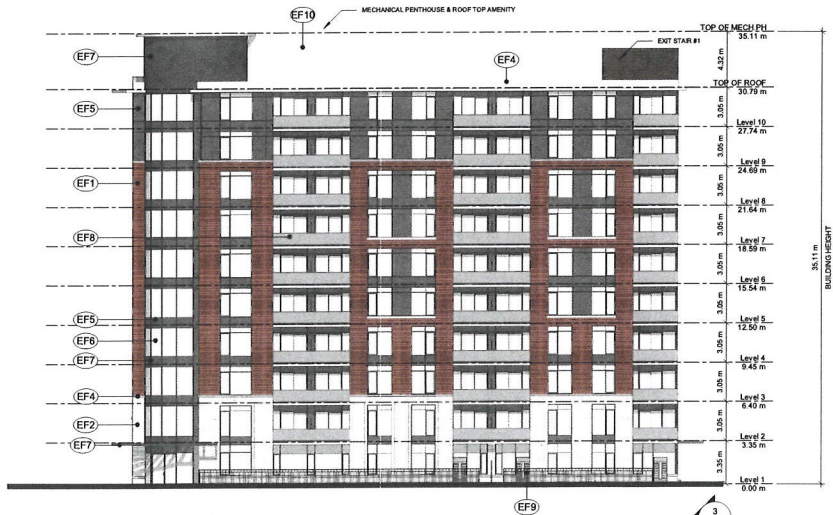 EF10
MECHANICAL PENTHOUSE & ROOF TOP AMENITY
TOP OF MECH PH
35.11 m
EF7
EXIT STAIR #1
EF4
4.32 m
TOP OF ROOF
30.79 m
EF5
3.05 m
Level 10
27.74 m
3.05 m
Level 9
24.69 m
EF1
3.05 m
Level 8
21.64 m
EF8
3.05 m
Level 7
18.59 m
3.05 m
Level 6
15.54 m
35.11 m
BUILDING HEIGHT
EF5
3.05 m
Level 5
12.50 m
EF6
3.05 m
EF7
Level 4
9.45 m
3.05 m
EF4
Level 3
6.40 m
EF2
3.05 m
EF7
Level 2
3.35 m
3.35 m
Level 1
0.00 m
EF9
3